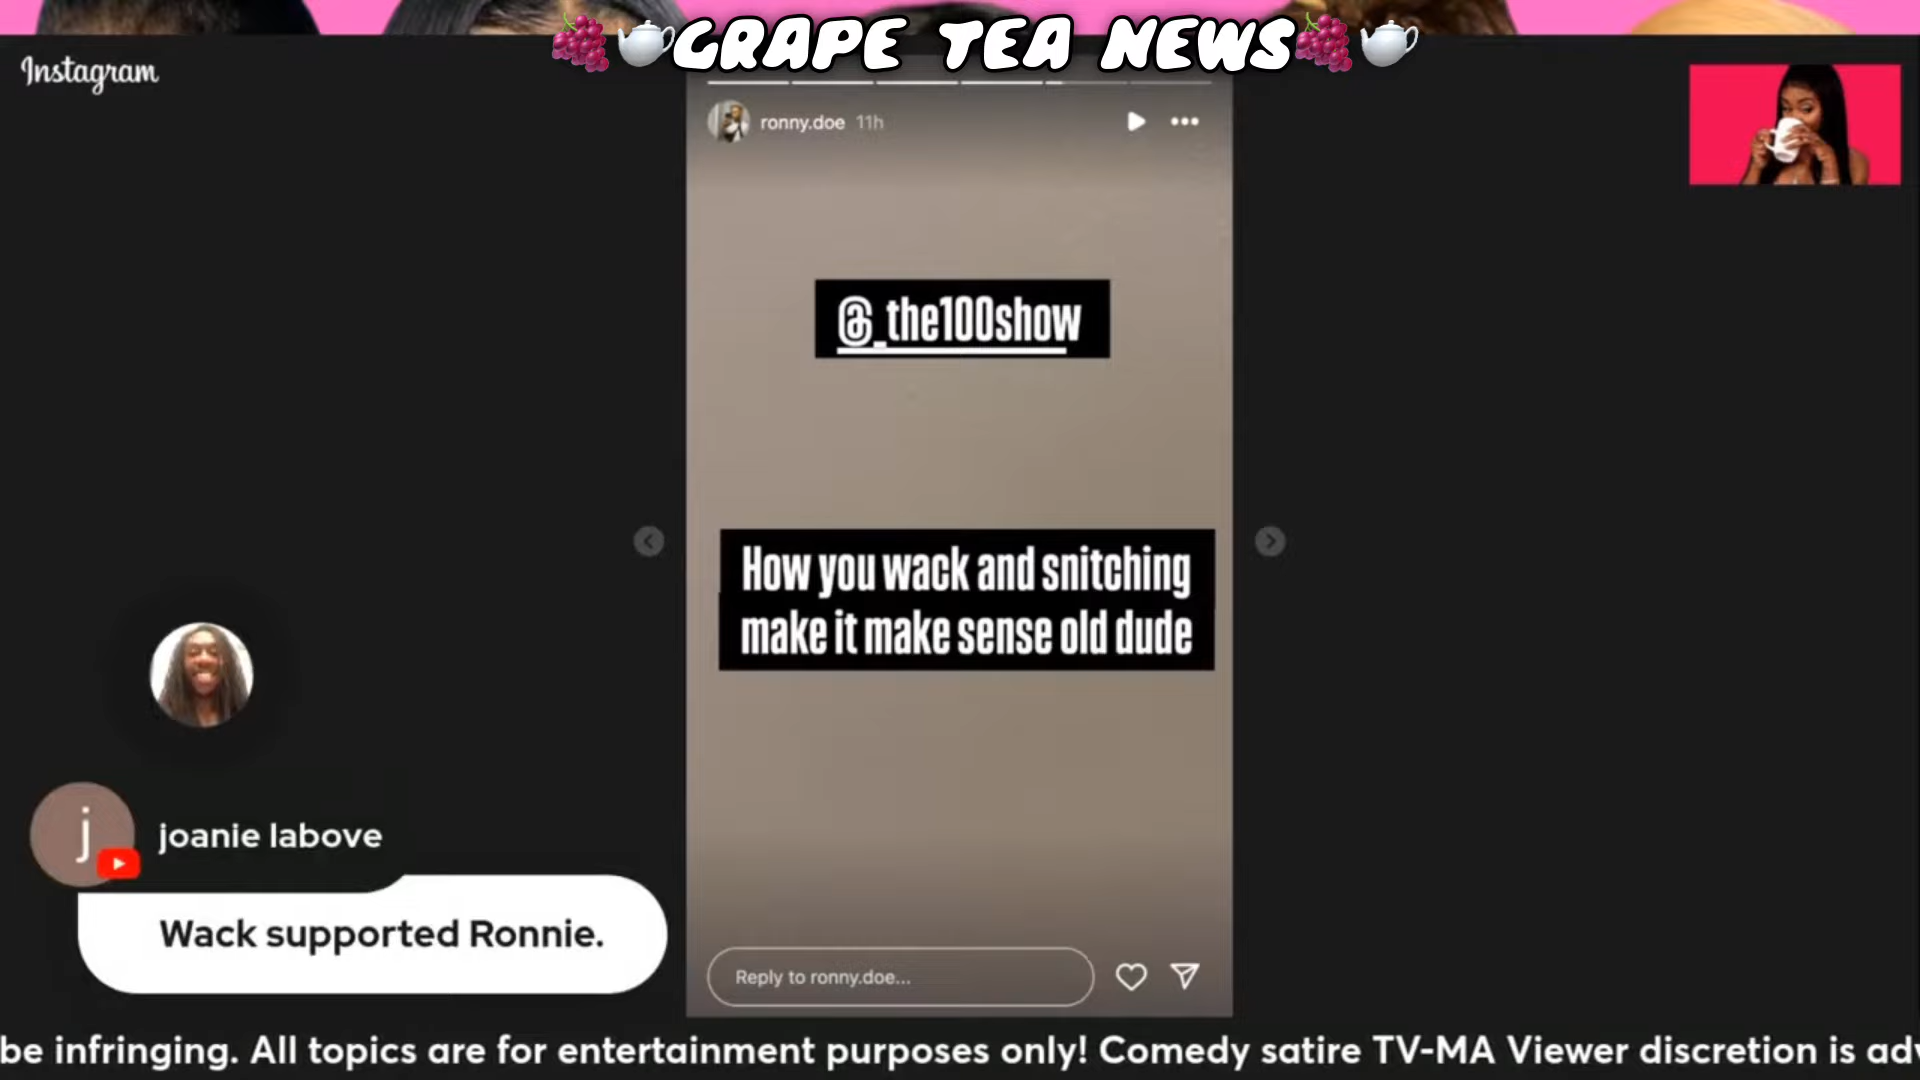 GRAPE TEA NEWS
Instagram
ronny.doe 11h
@_the100show
How you wack and snitching
make it make sense old dude
j
joanie labove
Wack supported Ronnie.
Reply to ronny.doe...
be infringing. All topics are for entertainment purposes only! Comedy satire TV-MA Viewer discretion is adv